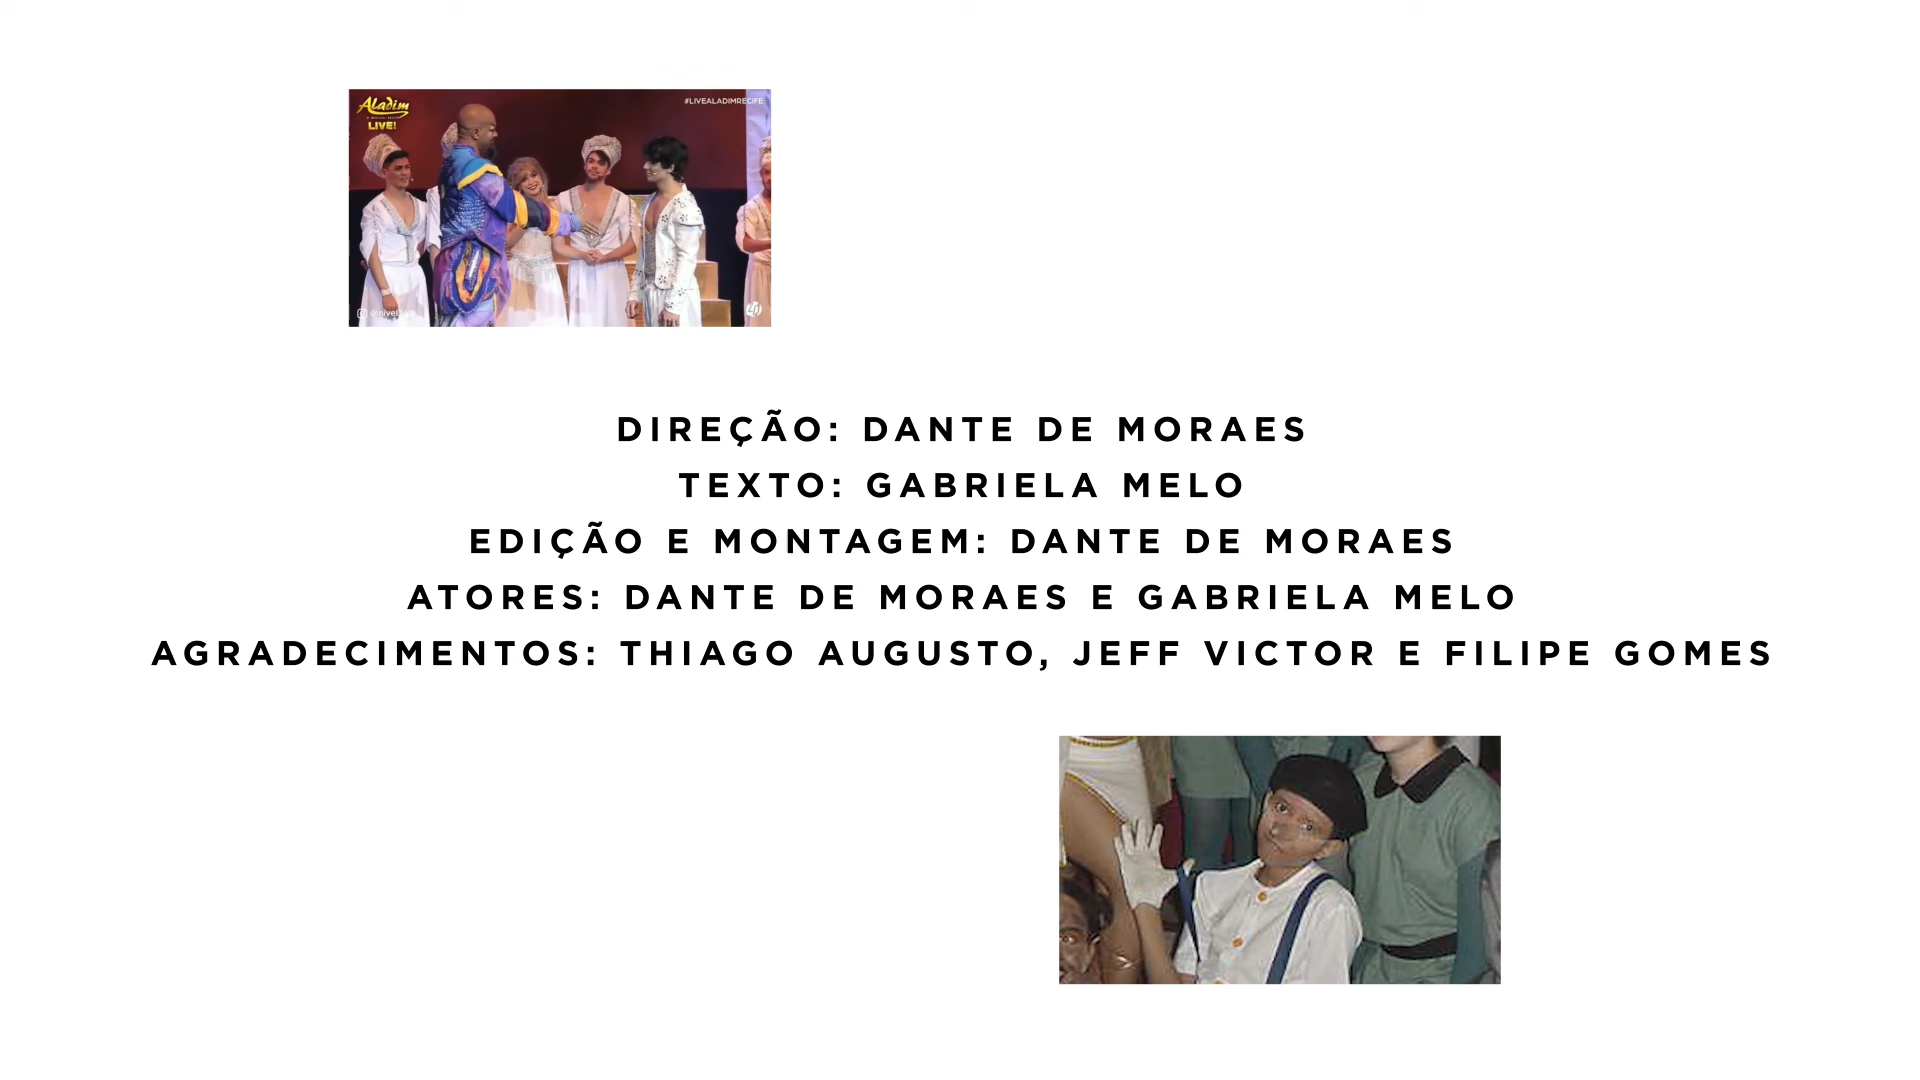 Aladim
LIVE!
#LIVEALADIMRECIFE
DIREÇÃO: DANTE DE MORAES
TEXTO: GABRIELA MELO
EDIÇÃO E MONTAGEM: DANTE DE MORAES
ATORES: DANTE DE MORAES E GABRIELA MELO
AGRADECIMENTOS: THIAGO AUGUSTO, JEFF VICTOR E FILIPE GOMES